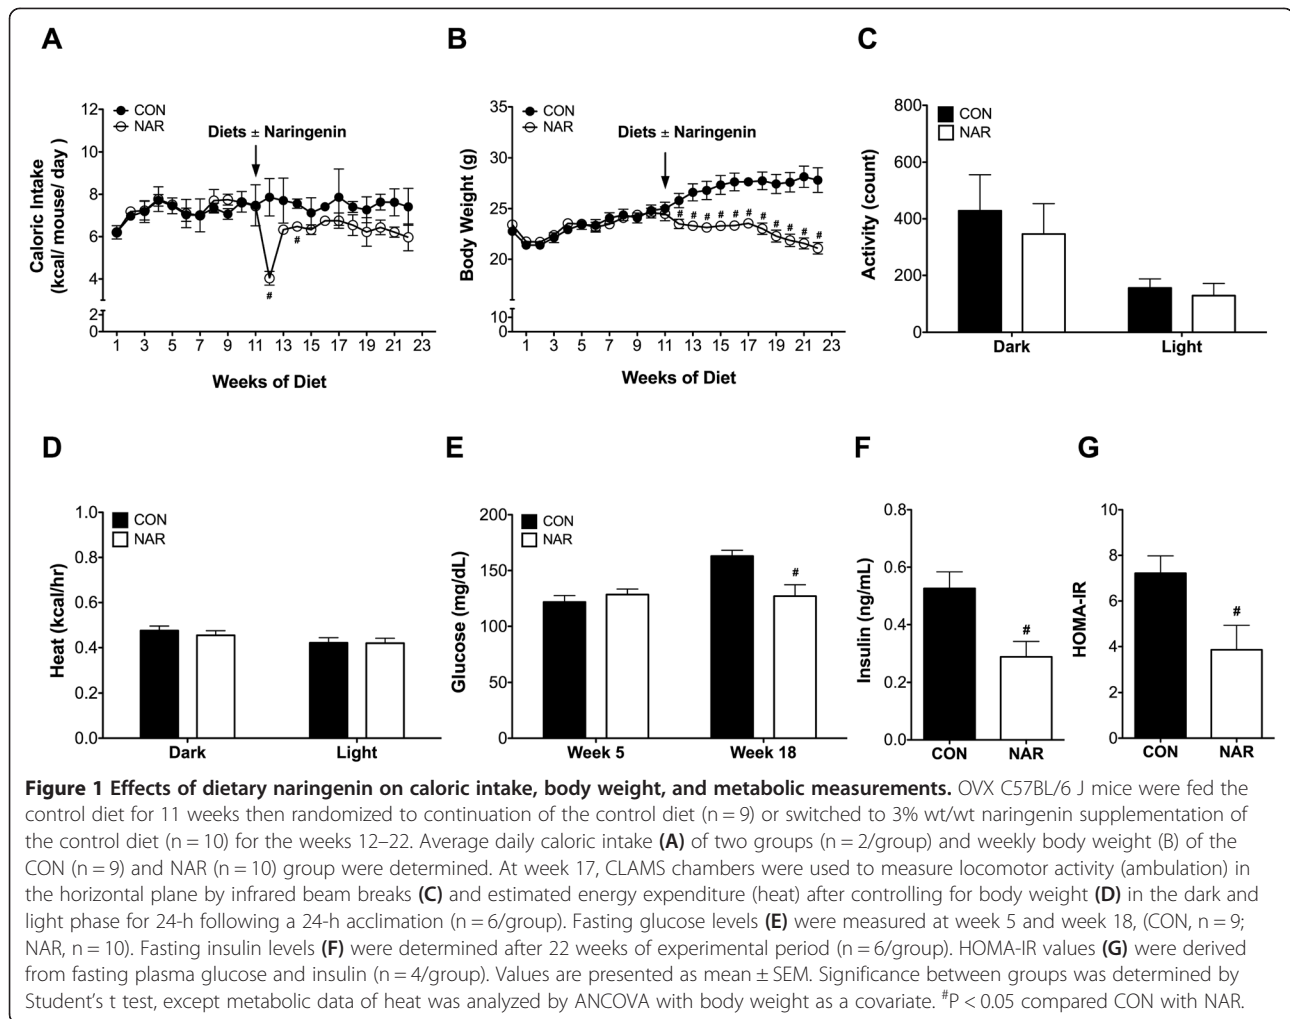 A
CON
NAR
Diets ± Naringenin
Caloric Intake
(kcal/ mouse/ day )
12
10
8
6
4
2
0
#
#
1 3 5 7 9 11 13 15 17 19 21 23
Weeks of Diet
B
CON
NAR
Diets ± Naringenin
Body Weight (g)
35
30
25
20
10
0
# # # # # # # # # # #
1 3 5 7 9 11 13 15 17 19 21 23
Weeks of Diet
C
CON
NAR
Activity (count)
800
600
400
200
0
Dark Light
D
CON
NAR
Heat (kcal/hr)
1.0
0.8
0.6
0.4
0.2
0.0
Dark Light
E
CON
NAR
Glucose (mg/dL)
200
150
100
50
0
#
Week 5 Week 18
F
Insulin (ng/mL)
0.8
0.6
0.4
0.2
0.0
#
CON NAR
G
HOMA-IR
10
8
6
4
2
0
#
CON NAR
Figure 1 Effects of dietary naringenin on caloric intake, body weight, and metabolic measurements. OVX C57BL/6 J mice were fed the
control diet for 11 weeks then randomized to continuation of the control diet (n = 9) or switched to 3% wt/wt naringenin supplementation of
the control diet (n = 10) for the weeks 12–22. Average daily caloric intake (A) of two groups (n = 2/group) and weekly body weight (B) of the
CON (n = 9) and NAR (n = 10) group were determined. At week 17, CLAMS chambers were used to measure locomotor activity (ambulation) in
the horizontal plane by infrared beam breaks (C) and estimated energy expenditure (heat) after controlling for body weight (D) in the dark and
light phase for 24-h following a 24-h acclimation (n = 6/group). Fasting glucose levels (E) were measured at week 5 and week 18, (CON, n = 9;
NAR, n = 10). Fasting insulin levels (F) were determined after 22 weeks of experimental period (n = 6/group). HOMA-IR values (G) were derived
from fasting plasma glucose and insulin (n = 4/group). Values are presented as mean ± SEM. Significance between groups was determined by
Student's t test, except metabolic data of heat was analyzed by ANCOVA with body weight as a covariate. #P < 0.05 compared CON with NAR.